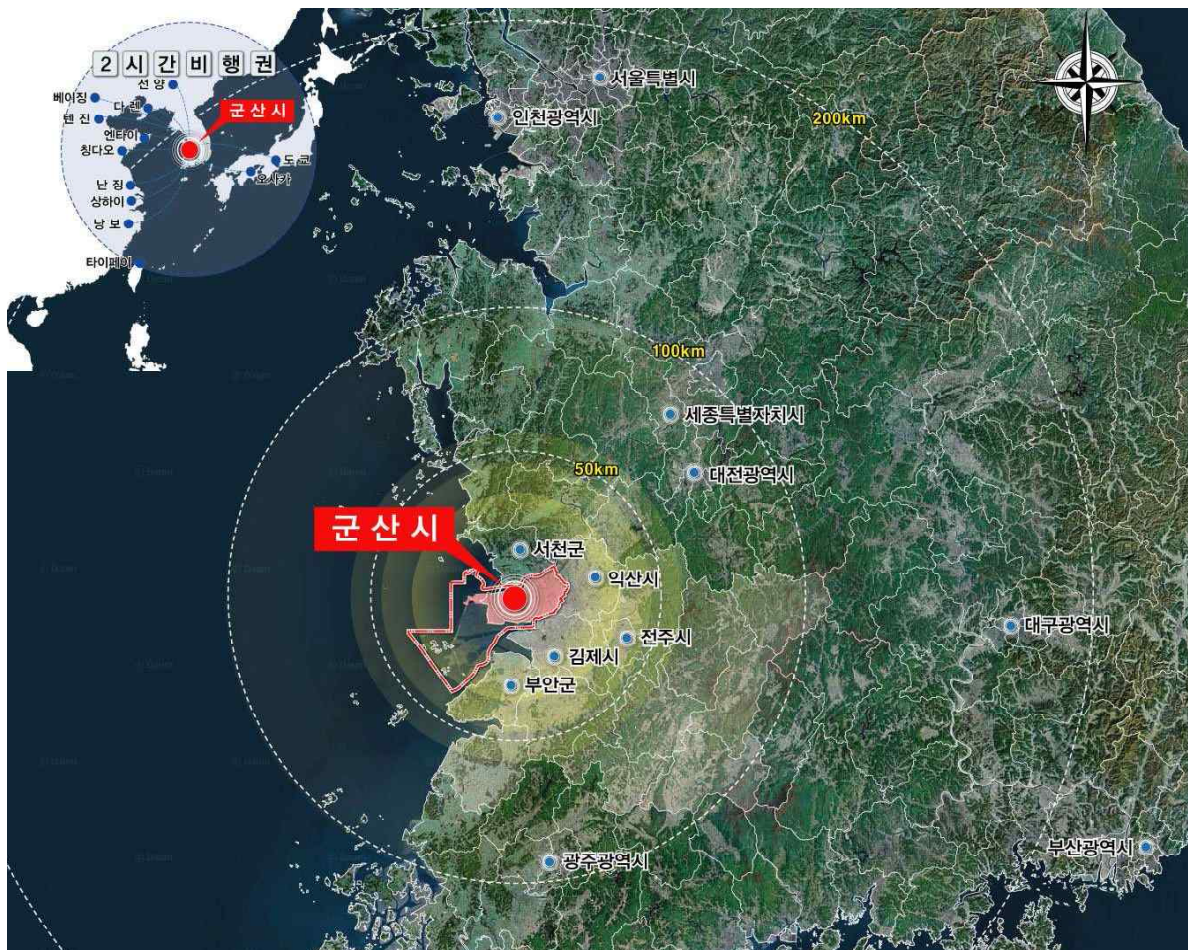 2시간비행권
선양
베이징
다렌
군산시
텐진
엔타이
칭다오
도쿄
오사카
난징
상하이
낭보
타이페이
서울특별시
인천광역시
200km
100km
세종특별자치시
50km
대전광역시
군산시
서천군
익산시
전주시
대구광역시
김제시
부안군
광주광역시
부산광역시